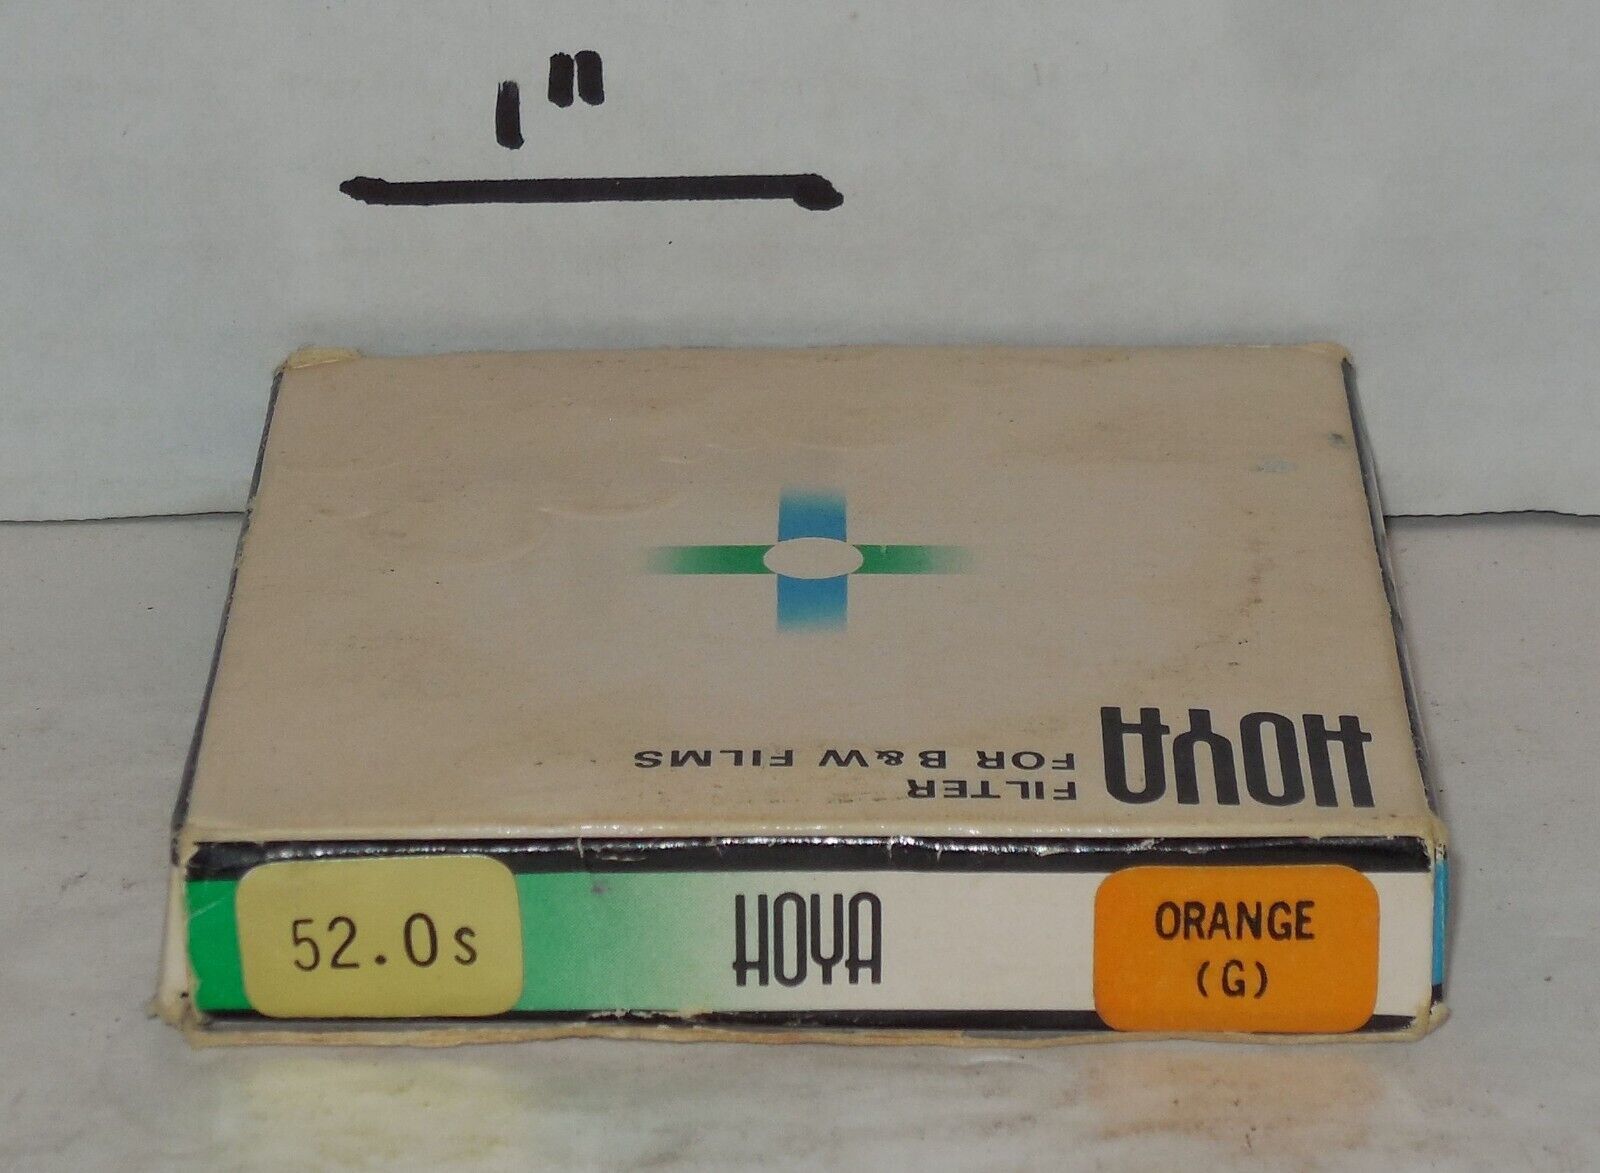 1"
HOYA
FILTER
FOR B&W FILMS
52.0s
HOYA
ORANGE
(G)